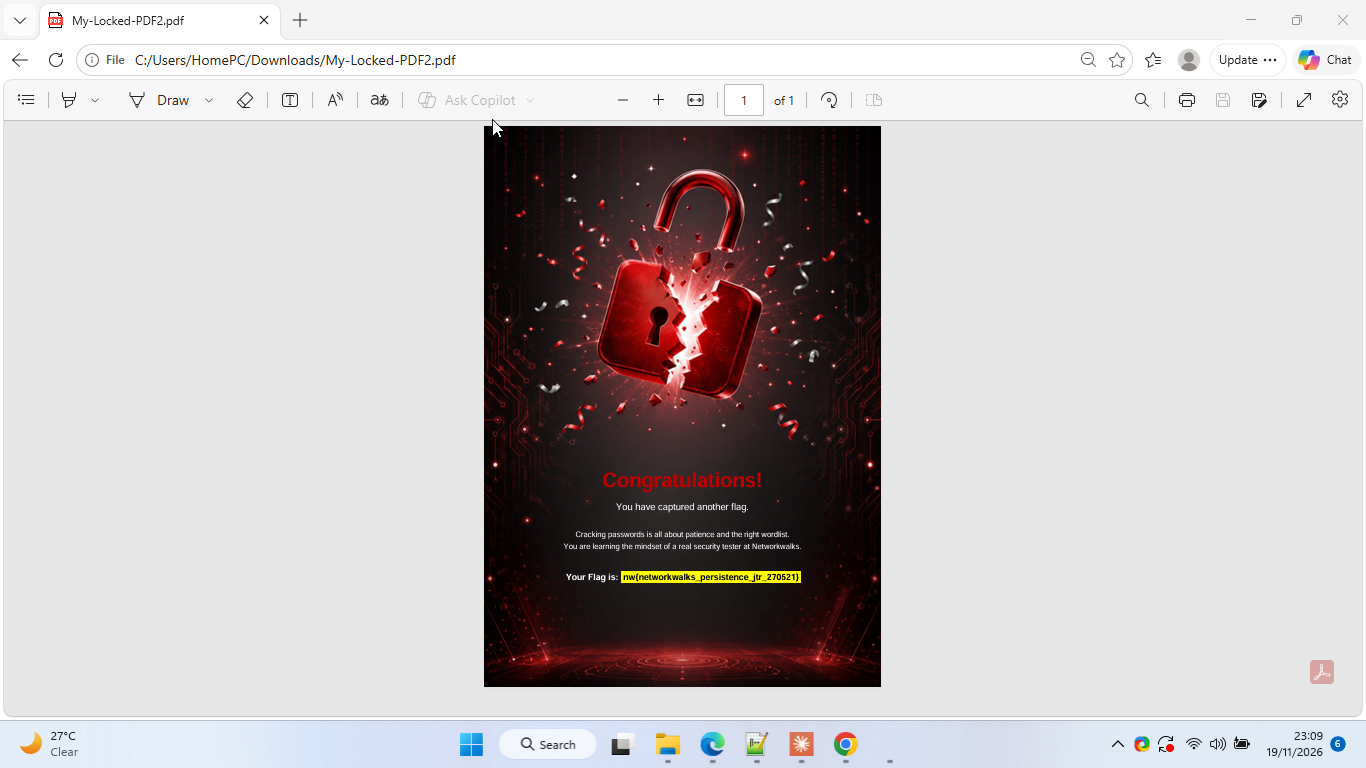 My-Locked-PDF2.pdf
File C:/Users/HomePC/Downloads/My-Locked-PDF2.pdf
Update
Chat
Draw
Ask Copilot
1 of 1
Congratulations!
You have captured another flag.
Cracking passwords is all about patience and the right wordlist.
You are learning the mindset of a real security tester at Networkwalks.
Your Flag is: nw{networkwalks_persistence_jtr_270521}
27°C
Clear
Search
23:09
19/11/2026
6